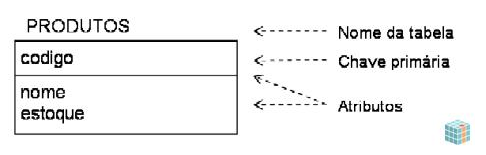 PRODUTOS
Nome da tabela
codigo
Chave primária
nome
estoque
Atributos